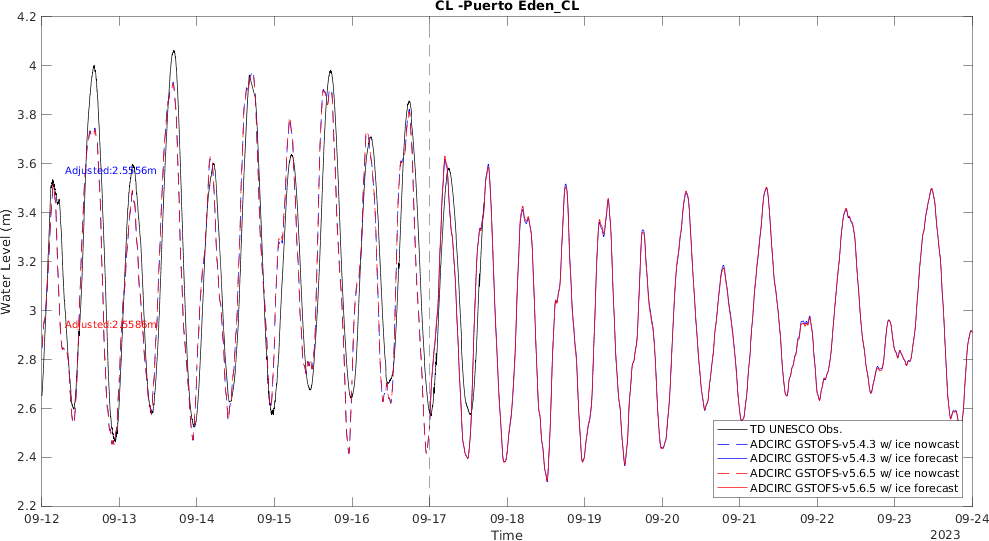 CL -Puerto Eden_CL
4.2
4
3.8
3.6
3.4
3.2
3
2.8
2.6
2.4
2.2
Water Level (m)
Adjusted:2.5556m
Adjusted:2.5586m
TD UNESCO Obs.
ADCIRC GSTOFS-v5.4.3 w/ ice nowcast
ADCIRC GSTOFS-v5.4.3 w/ ice forecast
ADCIRC GSTOFS-v5.6.5 w/ ice nowcast
ADCIRC GSTOFS-v5.6.5 w/ ice forecast
09-12 09-13 09-14 09-15 09-16 09-17 09-18 09-19 09-20 09-21 09-22 09-23 09-24
Time
2023